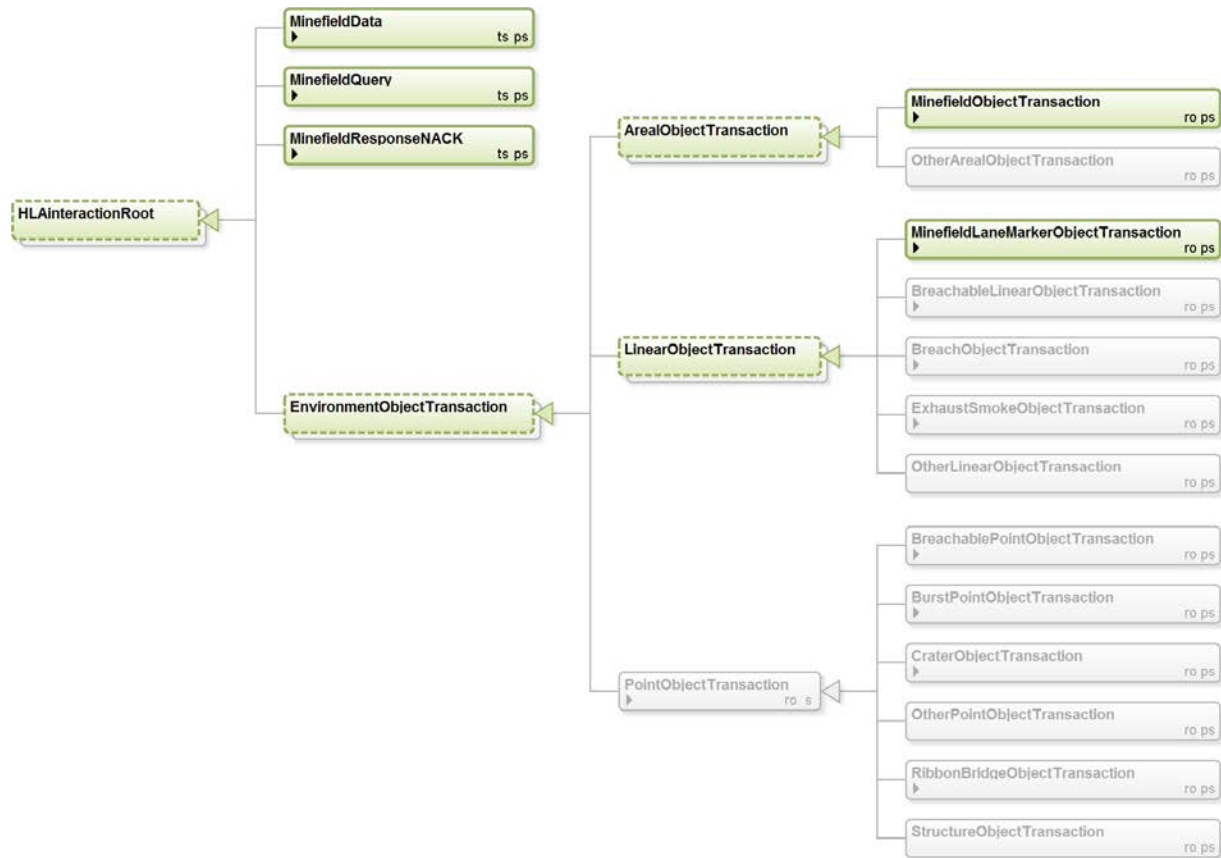 MinefieldData
ts ps
MinefieldQuery
ts ps
MinefieldResponseNACK
ts ps
HLAinteractionRoot
EnvironmentObjectTransaction
ArealObjectTransaction
MinefieldObjectTransaction
ro ps
OtherArealObjectTransaction
ro ps
LinearObjectTransaction
MinefieldLaneMarkerObjectTransaction
ro ps
BreachableLinearObjectTransaction
ro ps
BreachObjectTransaction
ro ps
ExhaustSmokeObjectTransaction
ro ps
OtherLinearObjectTransaction
ro ps
PointObjectTransaction
ro s
BreachablePointObjectTransaction
ro ps
BurstPointObjectTransaction
ro ps
CraterObjectTransaction
ro ps
OtherPointObjectTransaction
ro ps
RibbonBridgeObjectTransaction
ro ps
StructureObjectTransaction
ro ps